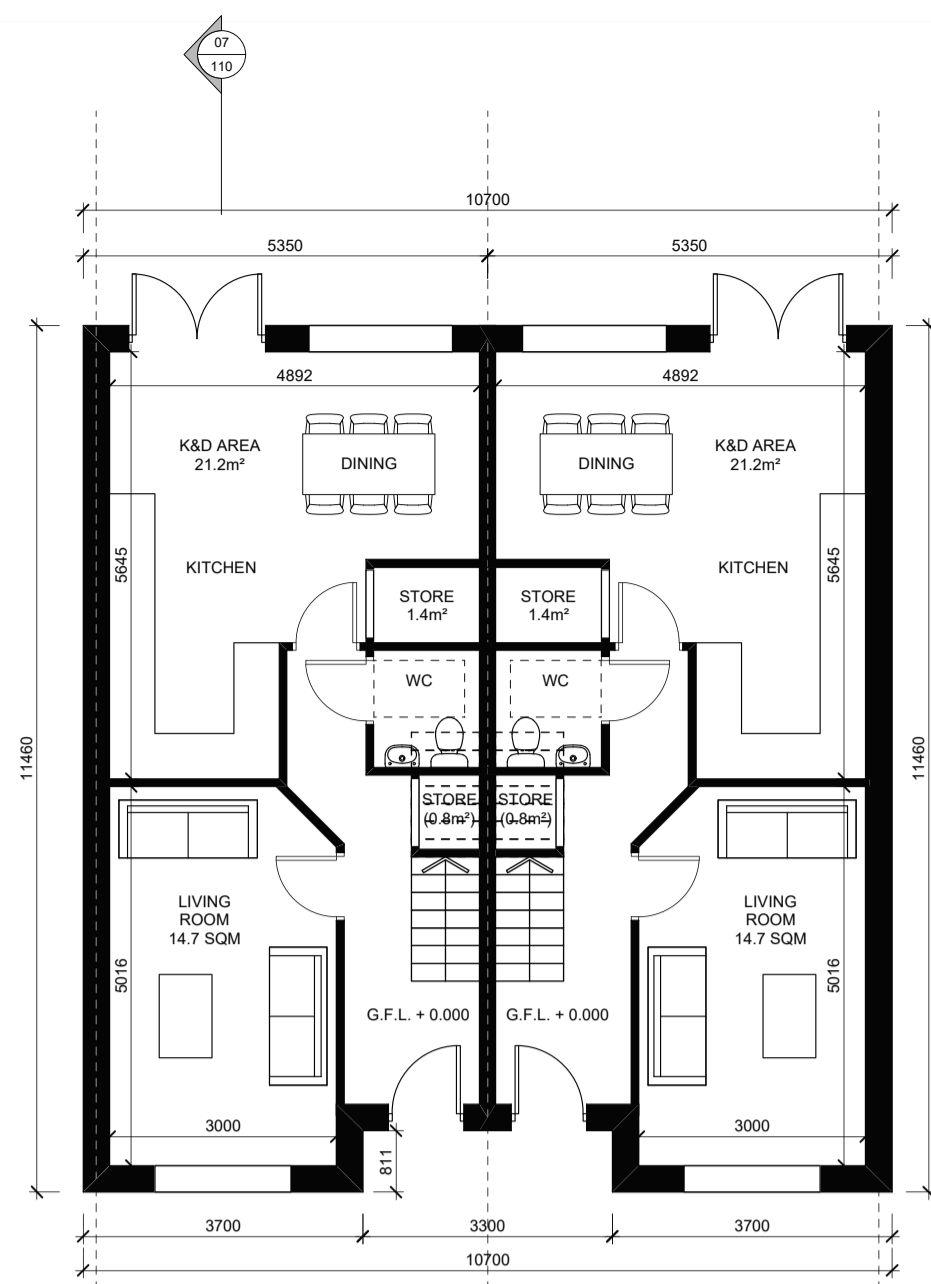 07
110
10700
5350 5350
4892 4892
K&D AREA
21.2m²
DINING
DINING
K&D AREA
21.2m²
5645
KITCHEN
KITCHEN
5645
STORE
1.4m²
STORE
1.4m²
WC
WC
11460
11460
STORE
(0.8m²)
STORE
(0.8m²)
LIVING
ROOM
14.7 SQM
LIVING
ROOM
14.7 SQM
5016
5016
G.F.L. + 0.000 G.F.L. + 0.000
3000 3000
811
3700 3300 3700
10700